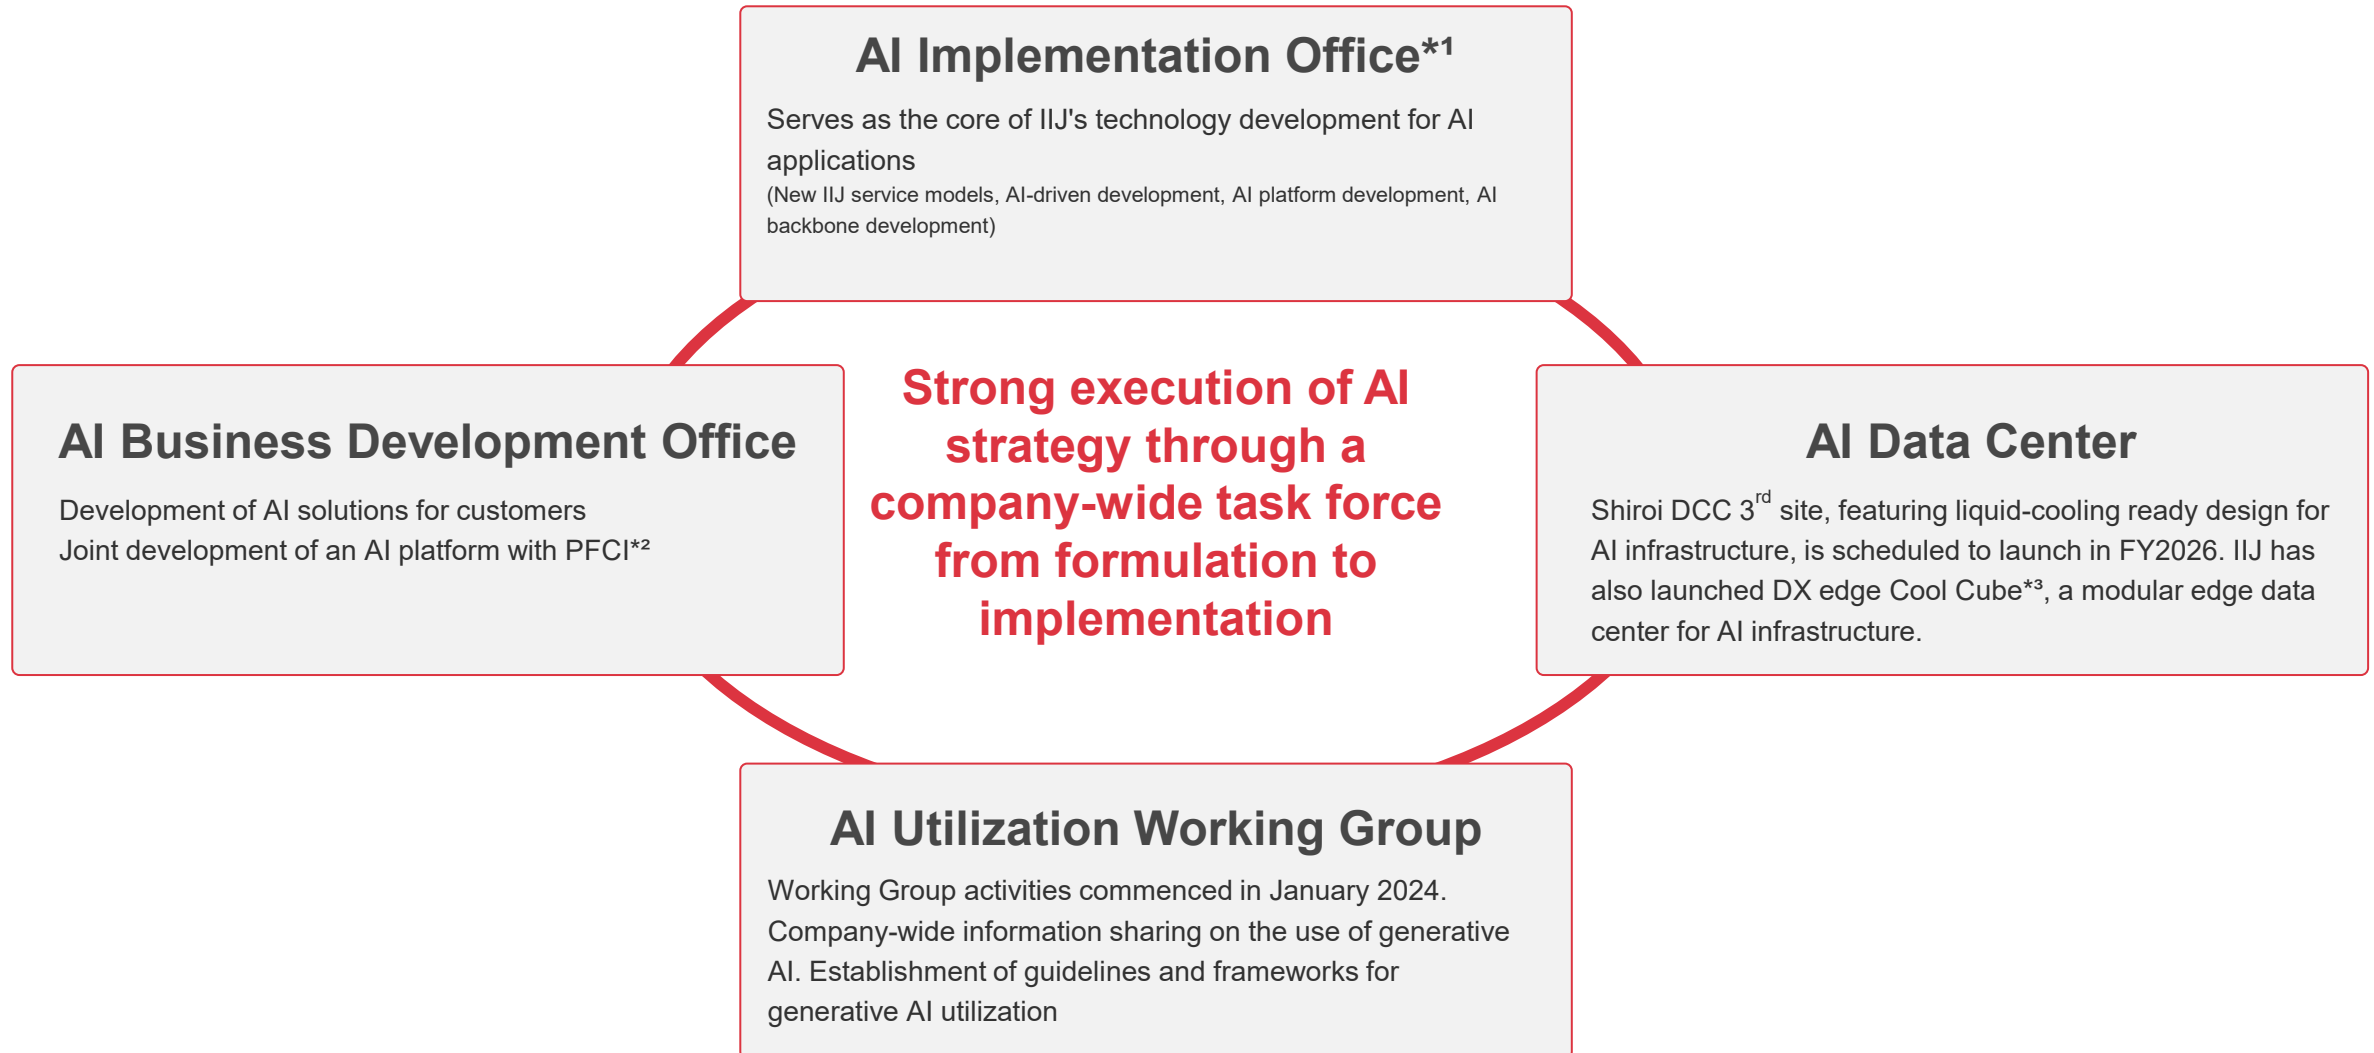 AI Implementation Office*¹
Serves as the core of IIJ's technology development for AI
applications
(New IIJ service models, AI-driven development, AI platform development, AI
backbone development)
AI Business Development Office
Development of AI solutions for customers
Joint development of an AI platform with PFCI*²
Strong execution of AI
strategy through a
company-wide task force
from formulation to
implementation
AI Data Center
Shiroi DCC 3rd site, featuring liquid-cooling ready design for
AI infrastructure, is scheduled to launch in FY2026. IIJ has
also launched DX edge Cool Cube*³, a modular edge data
center for AI infrastructure.
AI Utilization Working Group
Working Group activities commenced in January 2024.
Company-wide information sharing on the use of generative
AI. Establishment of guidelines and frameworks for
generative AI utilization